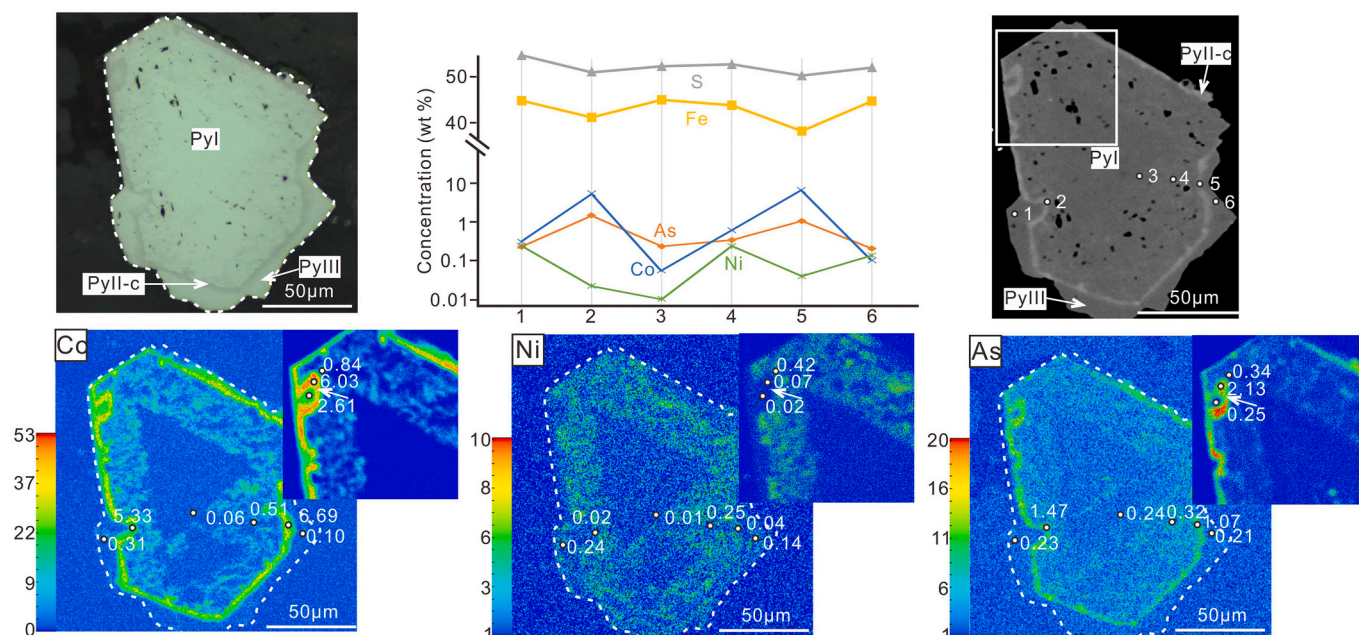 PyI
PyII-c
PyIII
50μm
Concentration (wt %)
50
40
10
1
0.1
0.01
S
Fe
As
Co
Ni
1 2 3 4 5 6
PyII-c
PyI
3
4
5
6
1
2
PyIII
50μm
Co
0.84
6.03
2.61
53
37
22
9
0
5.33
0.31
0.06
0.51
6.69
0.10
50μm
Ni
0.42
0.07
0.02
10
8
6
3
1
0.02
0.24
0.01
0.25
0.04
0.14
50μm
As
0.34
2.13
0.25
20
16
11
6
1
1.47
0.23
0.24
0.32
1.07
0.21
50μm